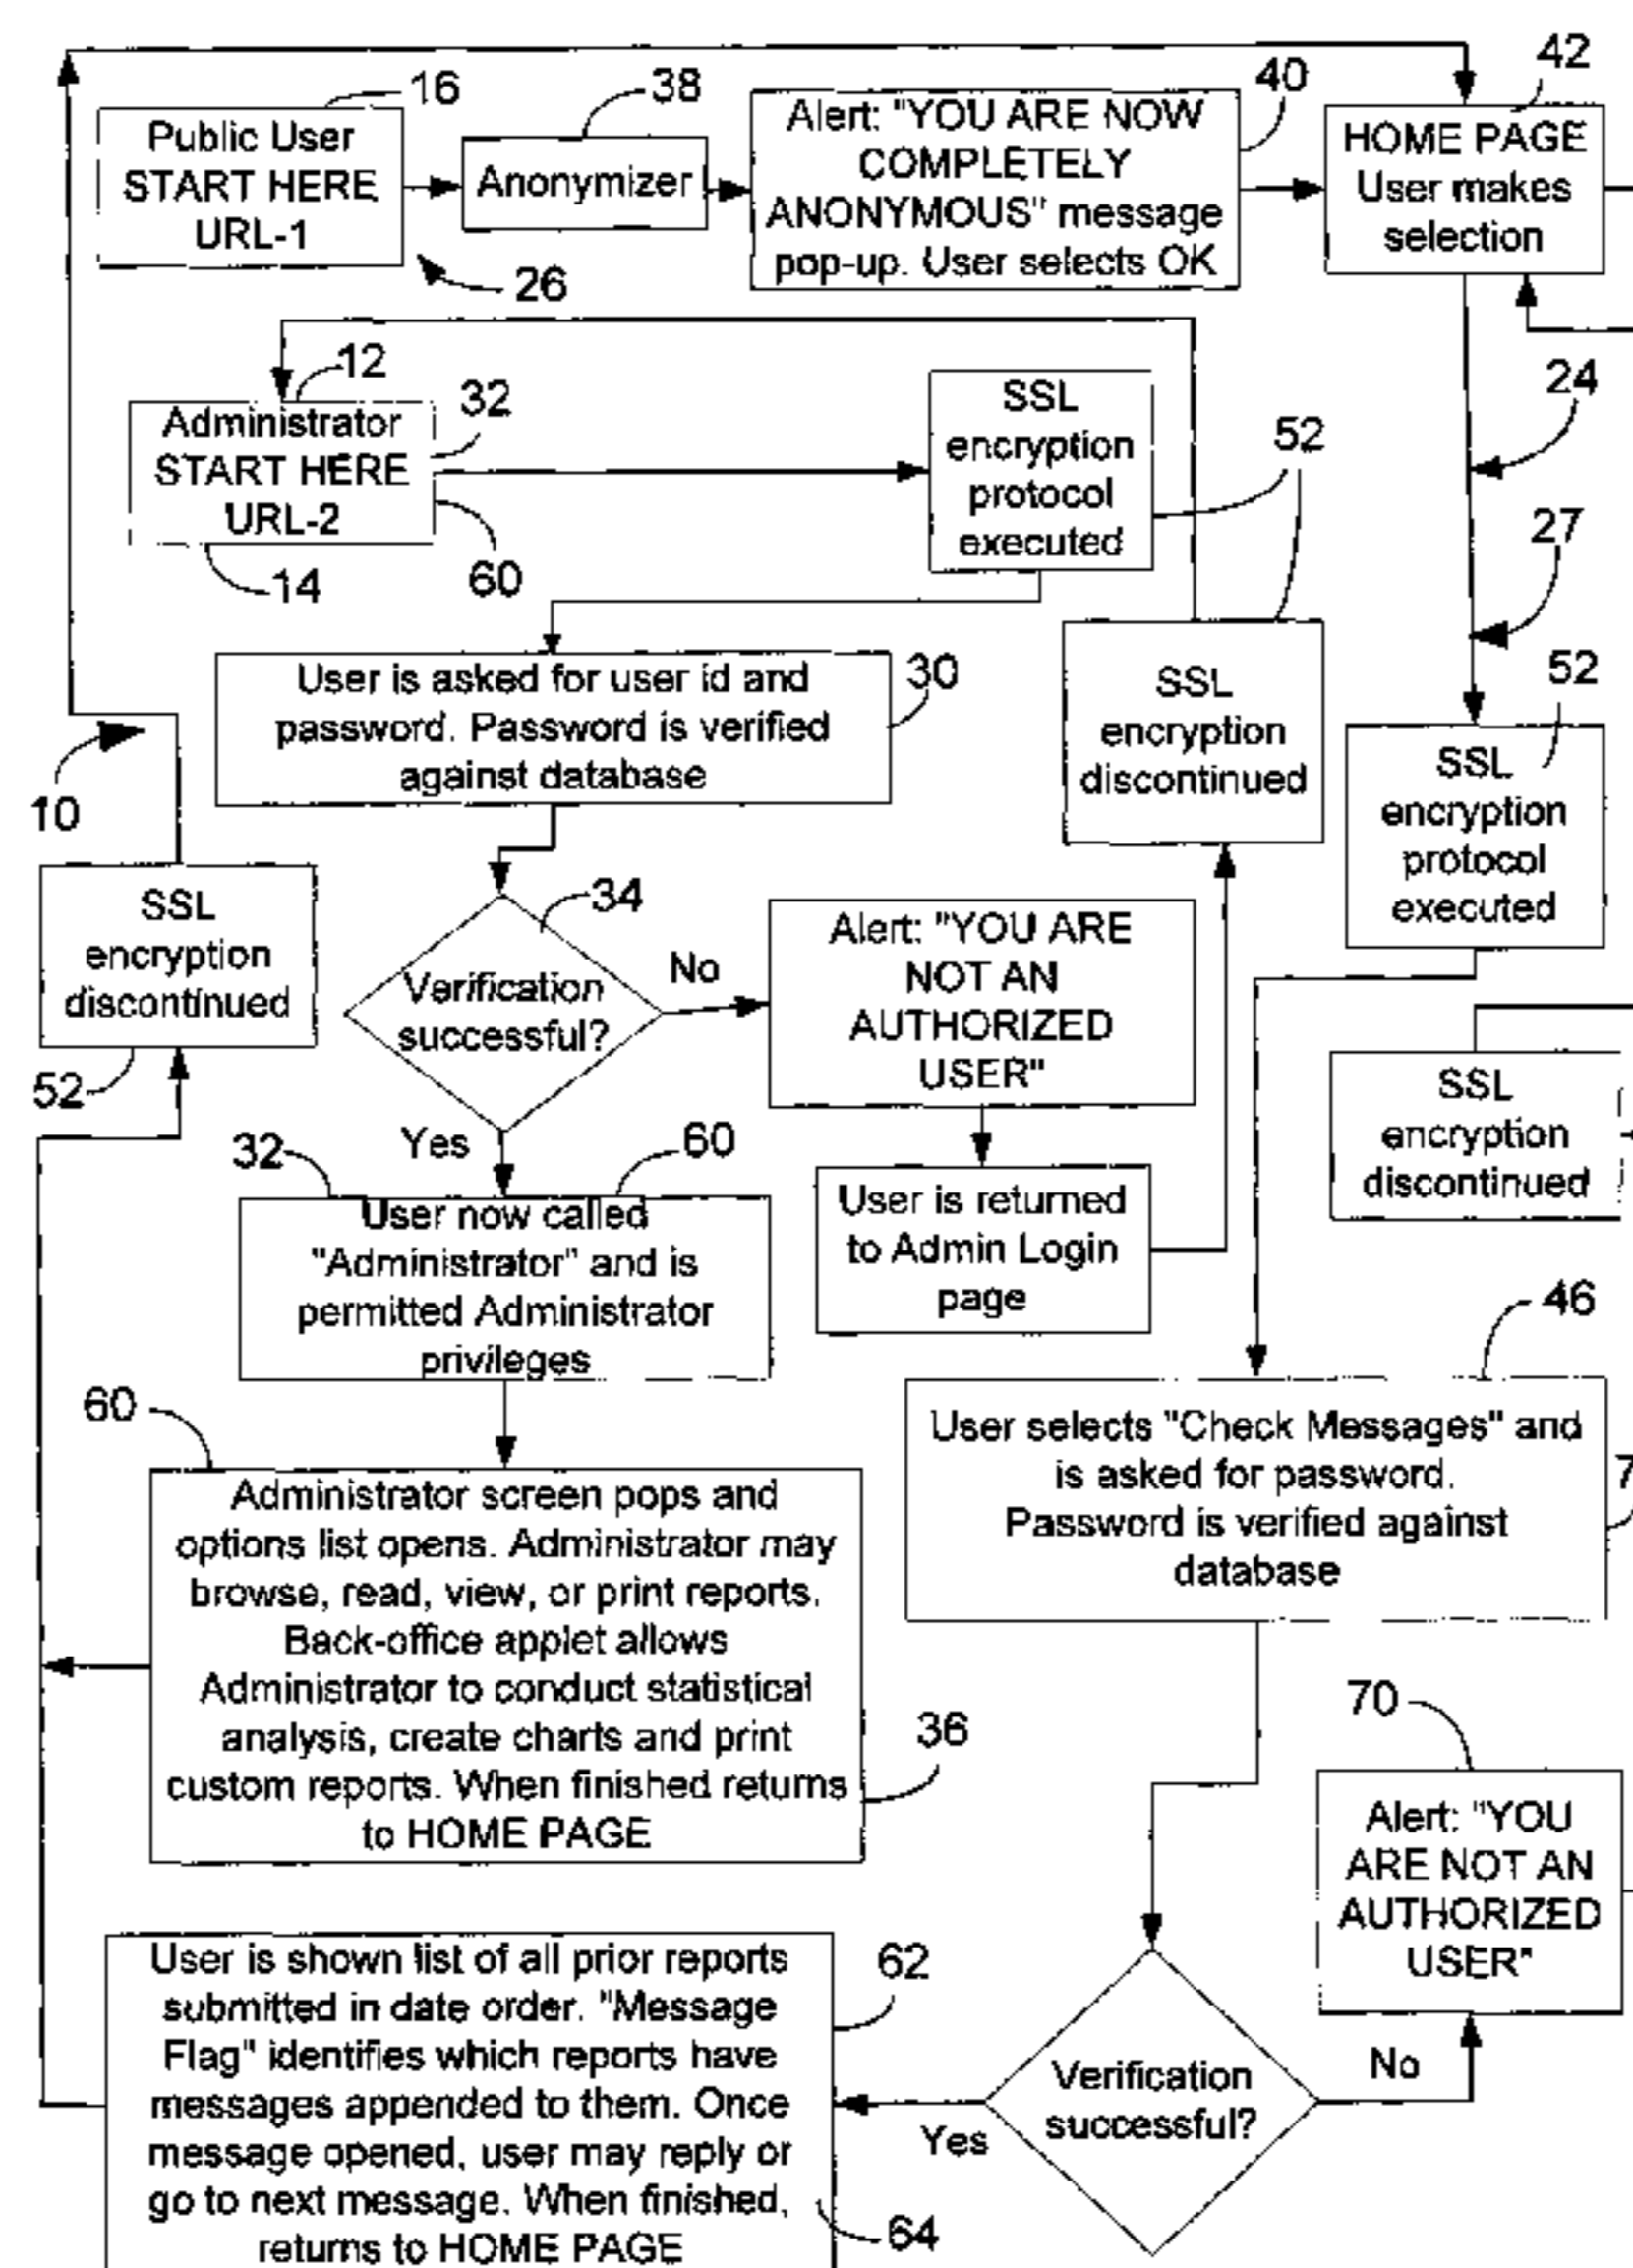 16
38
40
42
Public User
START HERE
URL-1
Anonymizer
Alert: "YOU ARE NOW
COMPLETELY
ANONYMOUS" message
pop-up. User selects OK
HOME PAGE
User makes
selection
26
12
32
Administrator
START HERE
URL-2
14
60
SSL
encryption
protocol
executed
52
24
27
User is asked for user id and
password. Password is verified
against database
30
SSL
encryption
discontinued
52
SSL
encryption
protocol
executed
10
SSL
encryption
discontinued
52
34
Verification
successful?
No
Yes
Alert: "YOU ARE
NOT AN
AUTHORIZED
USER"
SSL
encryption
discontinued
32
60
User now called
"Administrator" and is
permitted Administrator
privileges
User is returned
to Admin Login
page
46
60
Administrator screen pops and
options list opens. Administrator may
browse, read, view, or print reports.
Back-office applet allows
Administrator to conduct statistical
analysis, create charts and print
custom reports. When finished returns
to HOME PAGE
36
User selects "Check Messages" and
is asked for password.
Password is verified against
database
70
Alert: "YOU
ARE NOT AN
AUTHORIZED
USER"
User is shown list of all prior reports
submitted in date order. "Message
Flag" identifies which reports have
messages appended to them. Once
message opened, user may reply or
go to next message. When finished,
returns to HOME PAGE
62
64
Verification
successful?
Yes
No